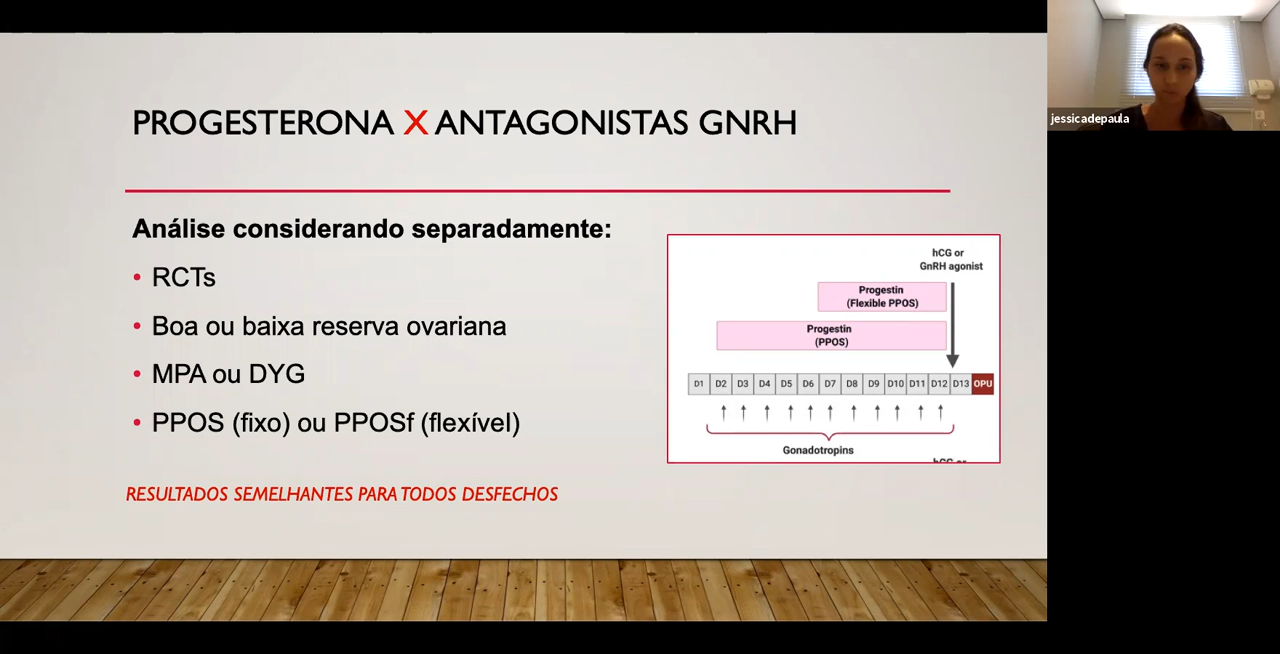 PROGESTERONA X ANTAGONISTAS GNRH
Análise considerando separadamente:
• RCTs
• Boa ou baixa reserva ovariana
• MPA ou DYG
• PPOS (fixo) ou PPOSf (flexível)
RESULTADOS SEMELHANTES PARA TODOS DESFECHOS
hCG or
GnRH agonist
Progestin
(Flexible PPOS)
Progestin
(PPOS)
D1 D2 D3 D4 D5 D6 D7 D8 D9 D10 D11 D12 D13 OPU
Gonadotropins
hCG or
jessicadepaula